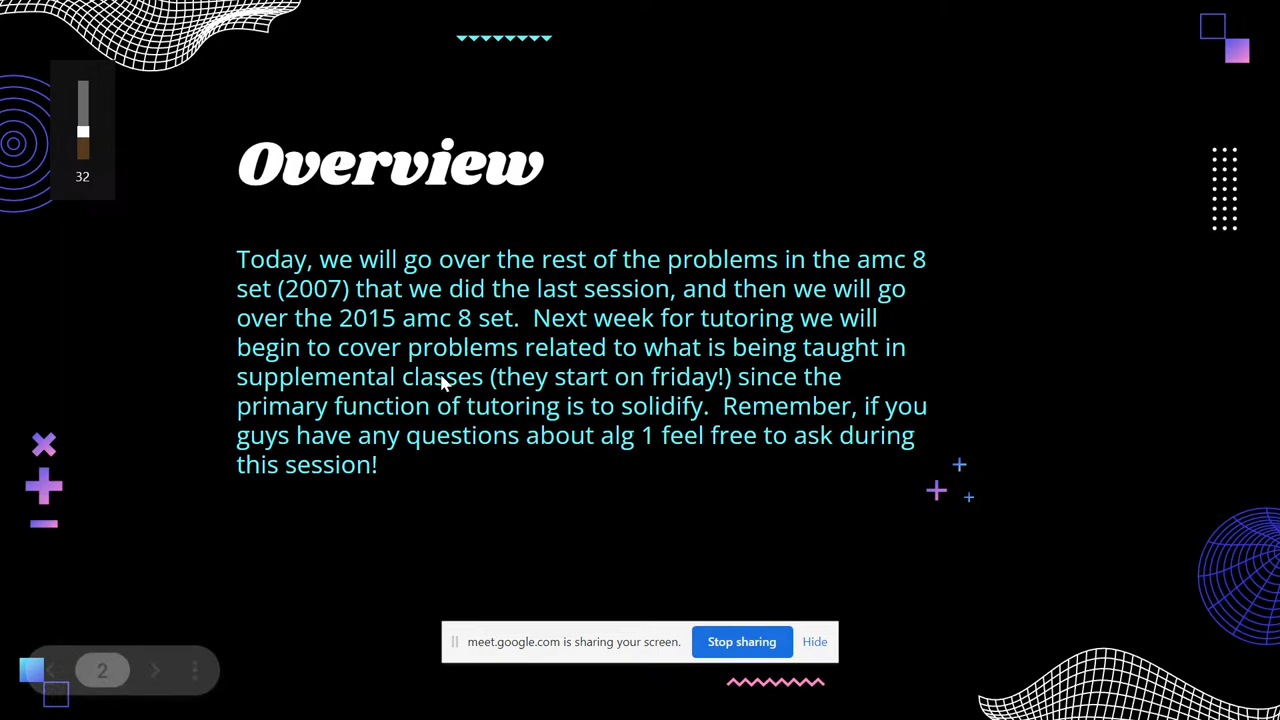 32
Overview
Today, we will go over the rest of the problems in the amc 8
set (2007) that we did the last session, and then we will go
over the 2015 amc 8 set.  Next week for tutoring we will
begin to cover problems related to what is being taught in
supplemental classes (they start on friday!) since the
primary function of tutoring is to solidify.  Remember, if you
guys have any questions about alg 1 feel free to ask during
this session!
meet.google.com is sharing your screen. Stop sharing Hide
2